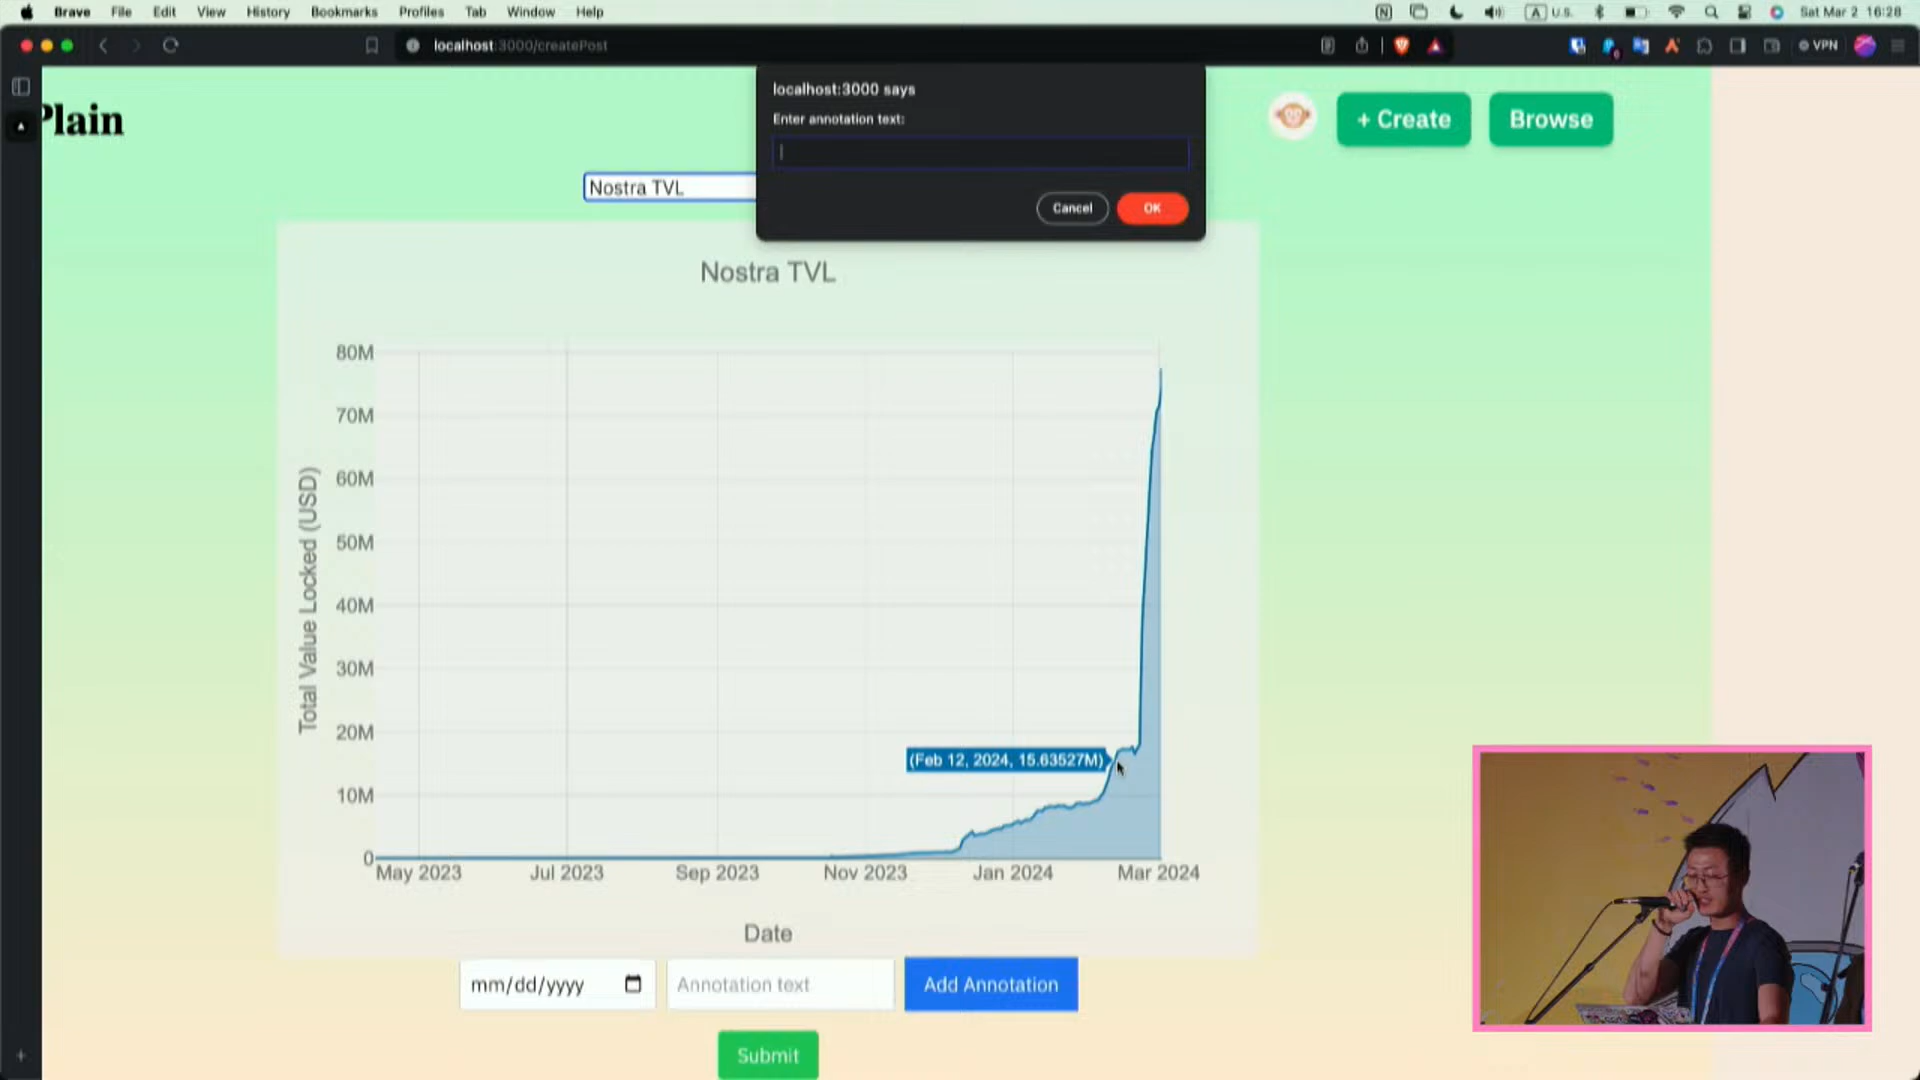 Brave File Edit View History Bookmarks Profiles Tab Window Help
A U.S. Sat Mar 2 16:28
localhost:3000/createPost
VPN
localhost:3000 says
Enter annotation text:
Cancel OK
Plain
+ Create Browse
Nostra TVL
Nostra TVL
80M
70M
60M
50M
40M
30M
20M
10M
0
Total Value Locked (USD)
(Feb 12, 2024, 15.63527M)
May 2023 Jul 2023 Sep 2023 Nov 2023 Jan 2024 Mar 2024
Date
mm/dd/yyyy Annotation text Add Annotation
Submit